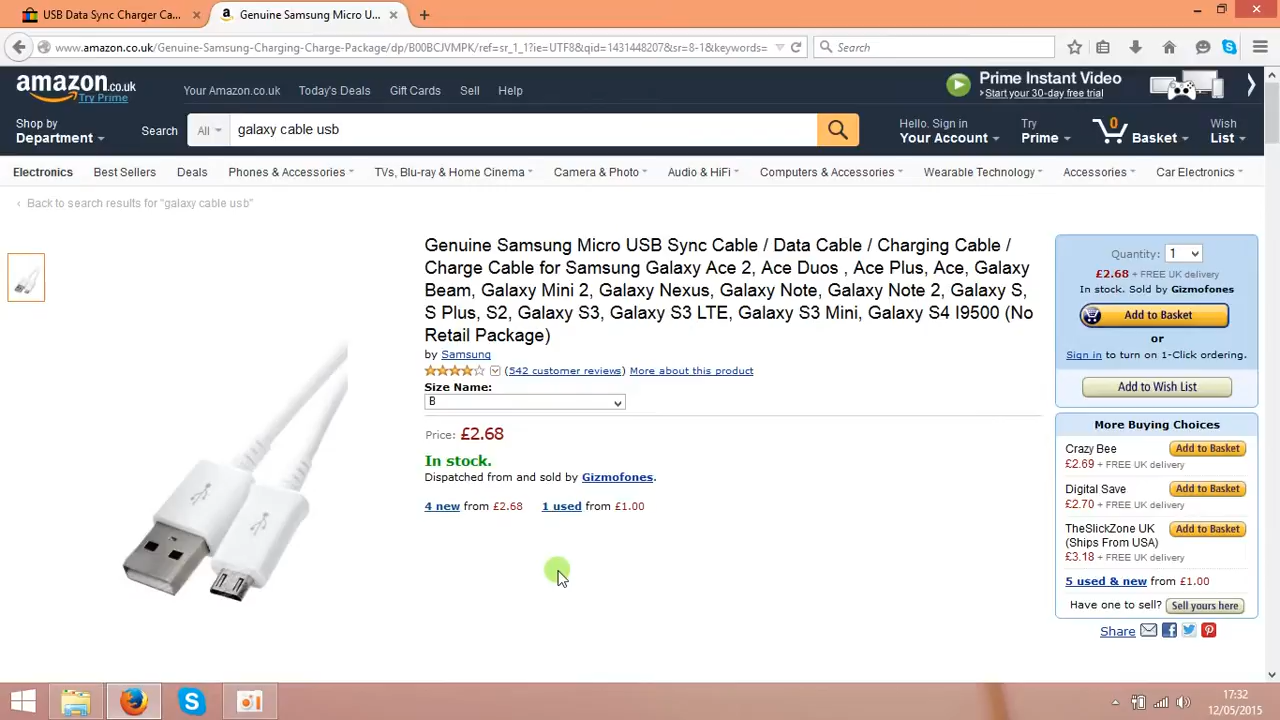 USB Data Sync Charger Ca...
Genuine Samsung Micro U...
www.amazon.co.uk/Genuine-Samsung-Charging-Charge-Package/dp/B00BCJVMPK/ref=sr_1_1?ie=UTF8&qid=1431448207&sr=8-1&keywords=
Search
amazon.co.uk
Try Prime
Your Amazon.co.uk
Today's Deals
Gift Cards
Sell
Help
Prime Instant Video
Start your 30-day free trial
Shop by
Department
Search
All
galaxy cable usb
Hello. Sign in
Your Account
Try
Prime
0
Basket
Wish
List
Electronics
Best Sellers
Deals
Phones & Accessories
TVs, Blu-ray & Home Cinema
Camera & Photo
Audio & HiFi
Computers & Accessories
Wearable Technology
Accessories
Car Electronics
‹ Back to search results for "galaxy cable usb"
Genuine Samsung Micro USB Sync Cable / Data Cable / Charging Cable /
Charge Cable for Samsung Galaxy Ace 2, Ace Duos , Ace Plus, Ace, Galaxy
Beam, Galaxy Mini 2, Galaxy Nexus, Galaxy Note, Galaxy Note 2, Galaxy S,
S Plus, S2, Galaxy S3, Galaxy S3 LTE, Galaxy S3 Mini, Galaxy S4 I9500 (No
Retail Package)
by Samsung
(542 customer reviews) More about this product
Size Name:
B
Price: £2.68
In stock.
Dispatched from and sold by Gizmofones.
4 new from £2.68 1 used from £1.00
Quantity: 1
£2.68 + FREE UK delivery
In stock. Sold by Gizmofones
Add to Basket
or
Sign in to turn on 1-Click ordering.
Add to Wish List
More Buying Choices
Crazy Bee Add to Basket
£2.69 + FREE UK delivery
Digital Save Add to Basket
£2.70 + FREE UK delivery
TheSlickZone UK Add to Basket
(Ships From USA)
£3.18 + FREE UK delivery
5 used & new from £1.00
Have one to sell? Sell yours here
Share
17:32
12/05/2015